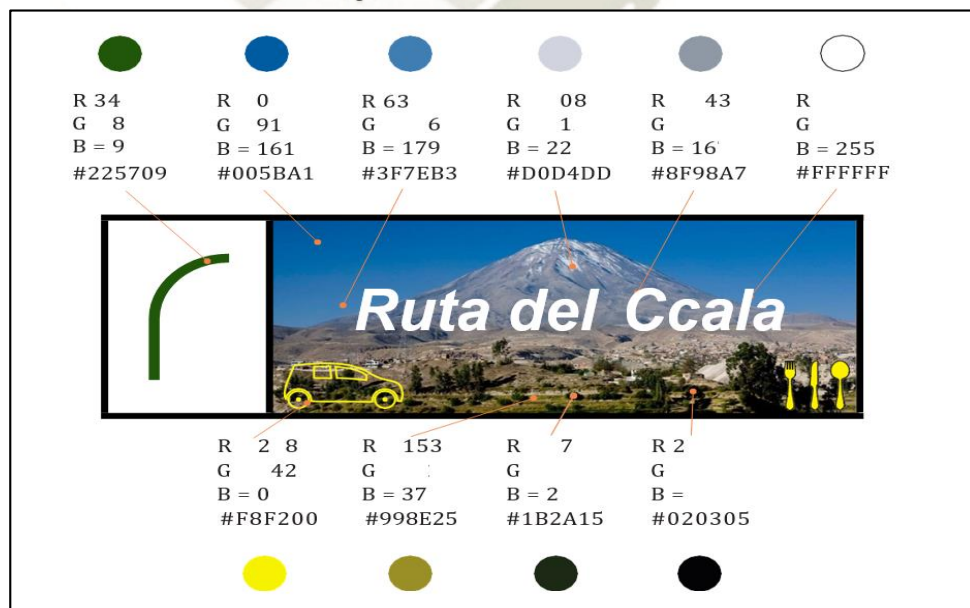 R 34
G 8
B = 9
#225709
R 0
G 91
B = 161
#005BA1
R 63
G 6
B = 179
#3F7EB3
R 08
G 1
B = 22
#D0D4DD
R 43
G
B = 16
#8F98A7
R
G
B = 255
#FFFFFF
Ruta del Ccala
R 2 8
G 42
B = 0
#F8F200
R 153
G
B = 37
#998E25
R 7
G
B = 2
#1B2A15
R 2
G
B =
#020305